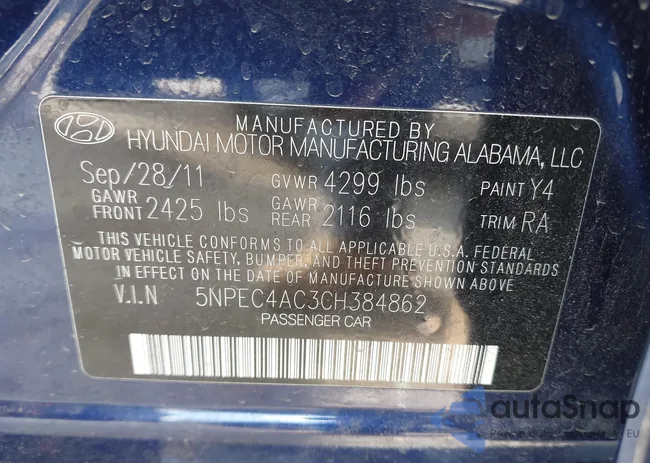 MANUFACTURED BY
HYUNDAI MOTOR MANUFACTURING ALABAMA, LLC
Sep/28/11 GVWR 4299 lbs PAINT Y4
GAWR FRONT 2425 lbs GAWR REAR 2116 lbs TRIM RA
THIS VEHICLE CONFORMS TO ALL APPLICABLE U.S.A. FEDERAL
MOTOR VEHICLE SAFETY, BUMPER, AND THEFT PREVENTION STANDARDS
IN EFFECT ON THE DATE OF MANUFACTURE SHOWN ABOVE
V.I.N 5NPEC4AC3CH384862
PASSENGER CAR
autoSnap
EU